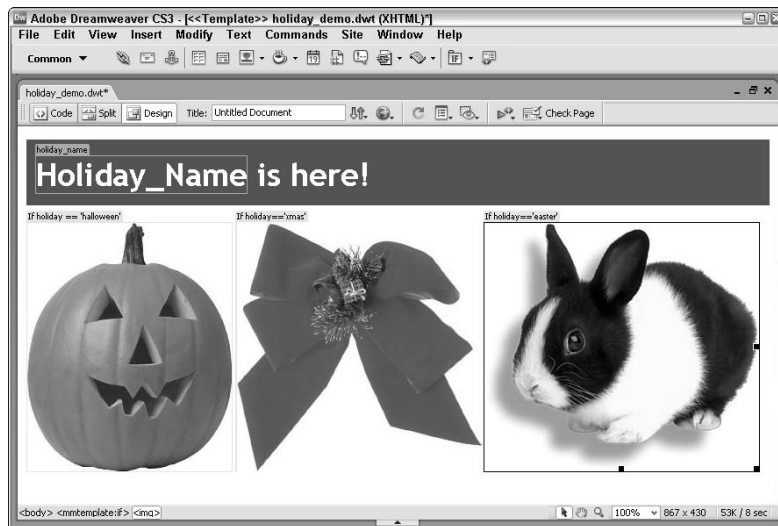 Dw Adobe Dreamweaver CS3 - [<<Template>> holiday_demo.dwt (XHTML)*]
File Edit View Insert Modify Text Commands Site Window Help
Common ▼
holiday_demo.dwt*
Code Split Design Title: Untitled Document Check Page
holiday_name
Holiday_Name is here!
If holiday == 'halloween' If holiday=='xmas' If holiday=='easter'
<body> <mmtemplate:if> <img> 100% 867 x 430 53K / 8 sec